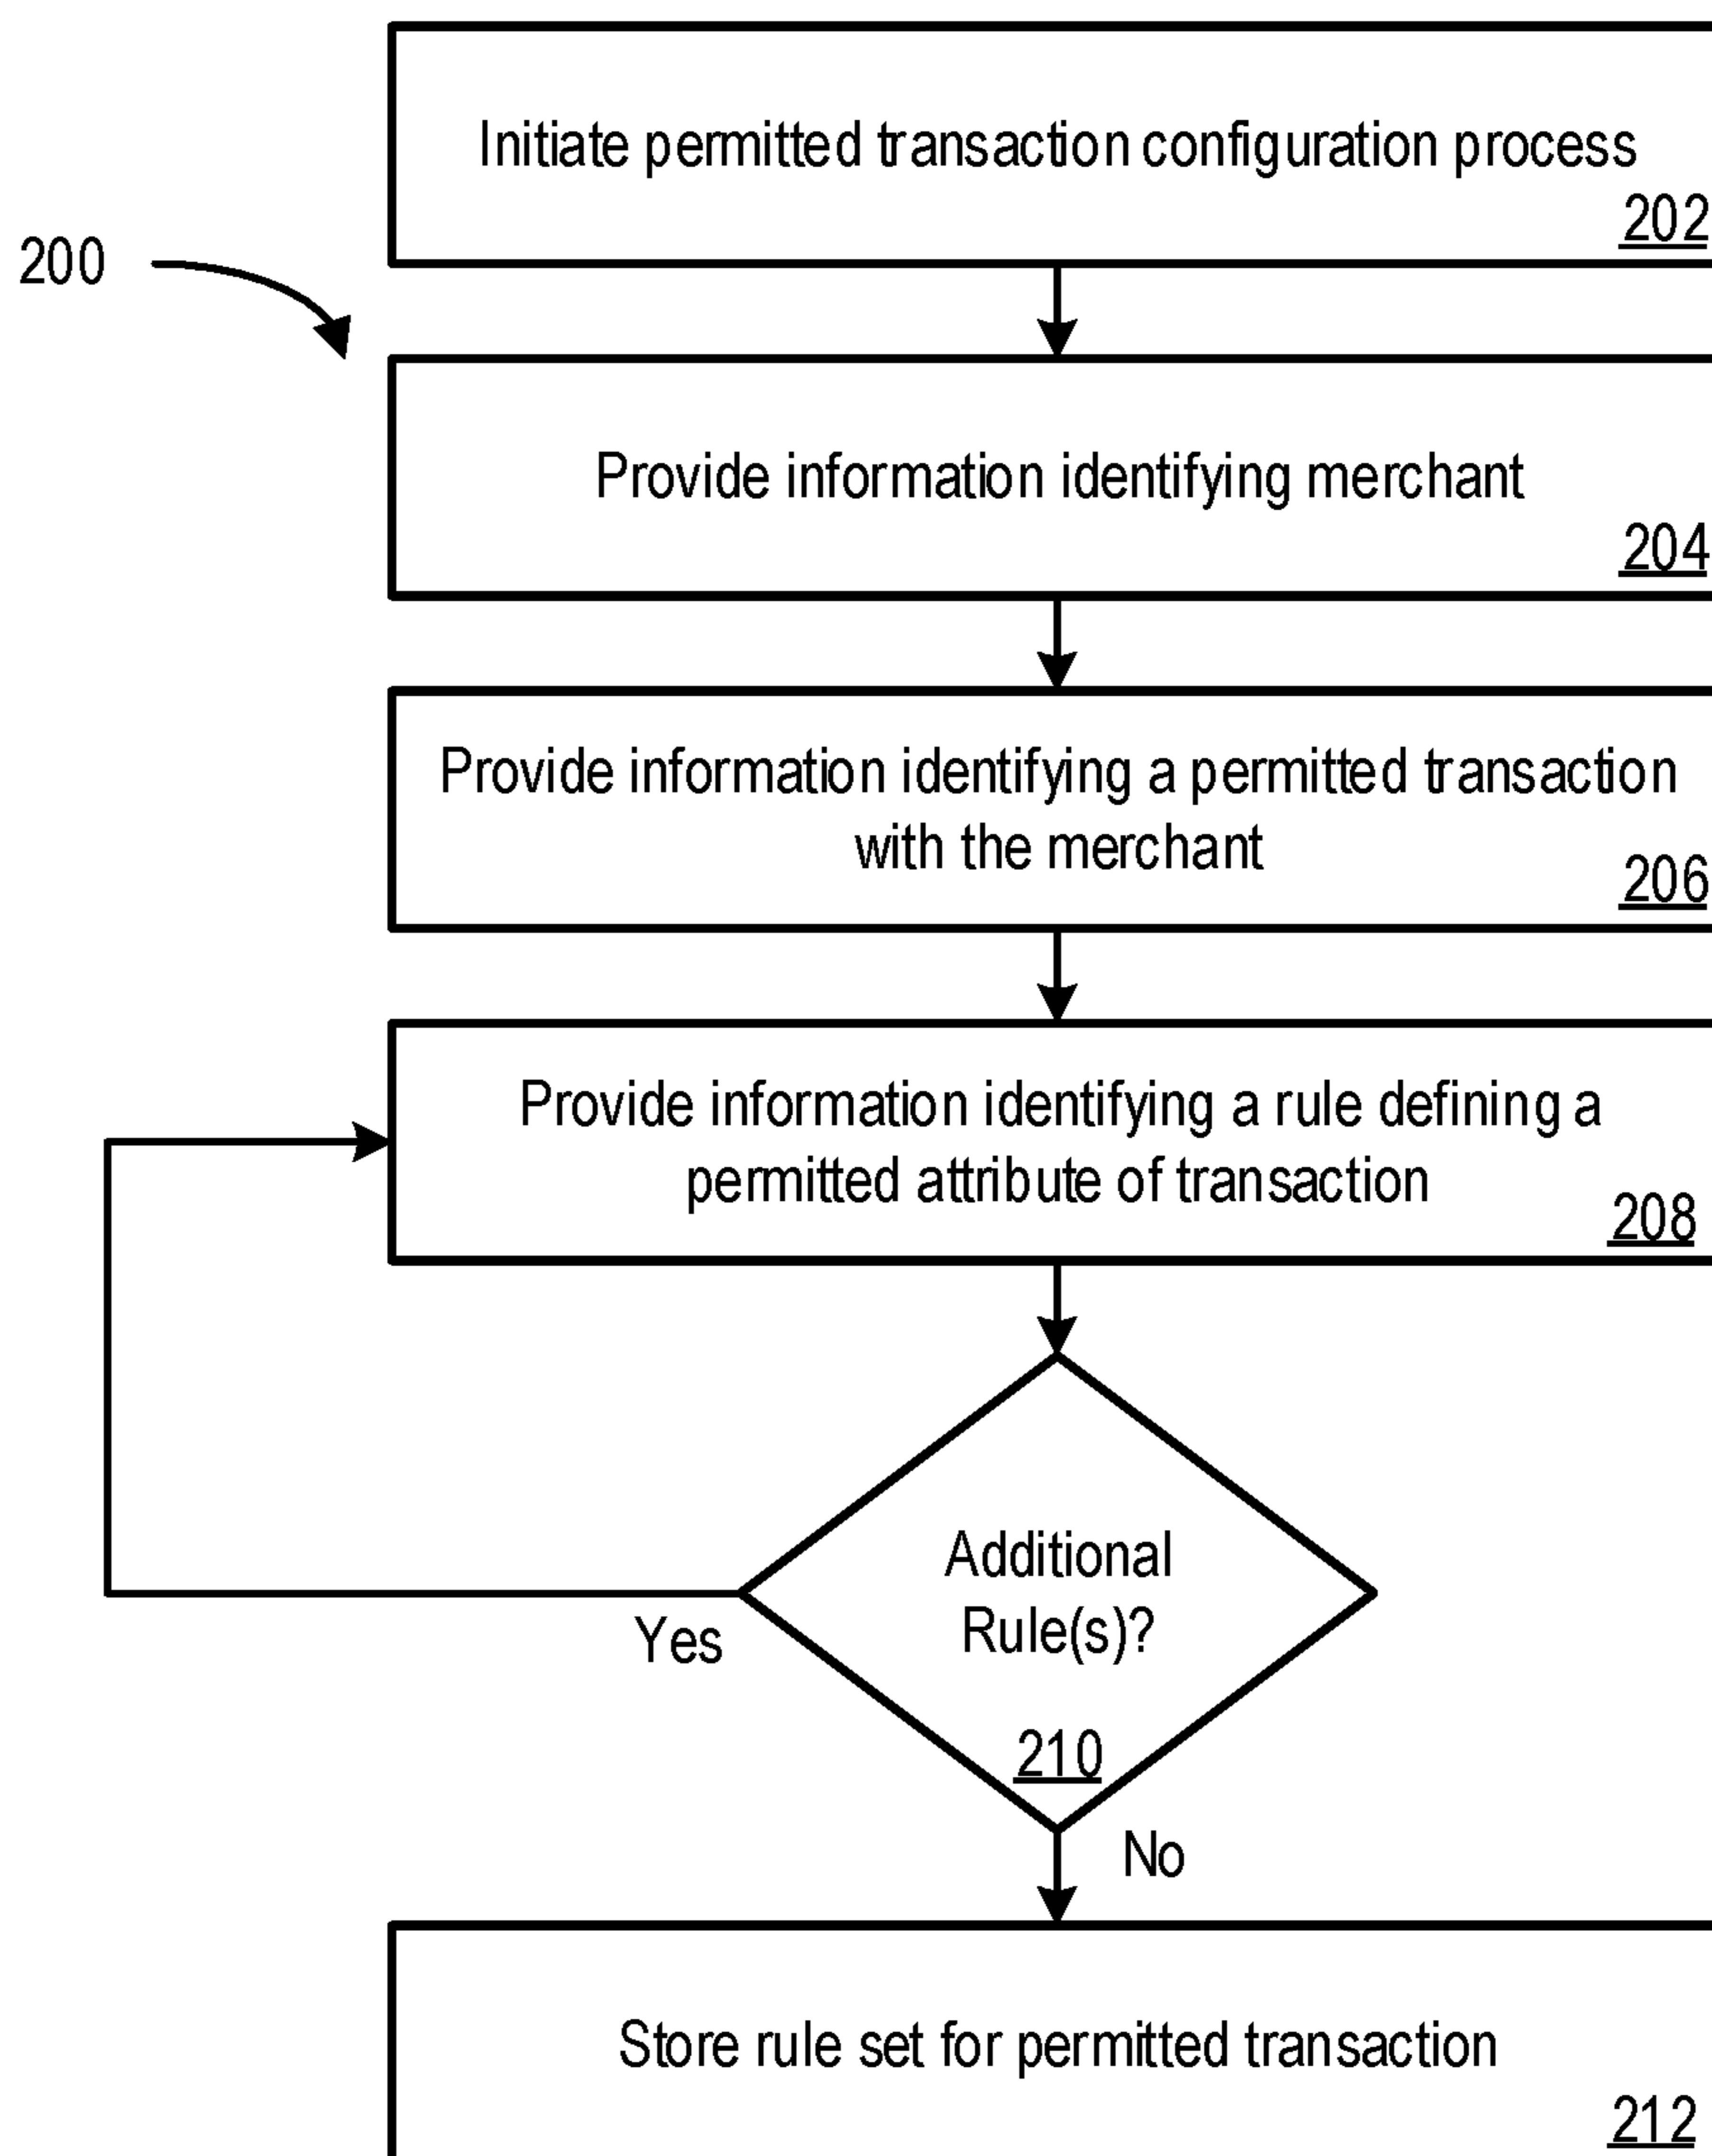 Initiate permitted transaction configuration process
202
200
Provide information identifying merchant
204
Provide information identifying a permitted transaction
with the merchant
206
Provide information identifying a rule defining a
permitted attribute of transaction
208
Additional
Rule(s)?
Yes
210
No
Store rule set for permitted transaction
212